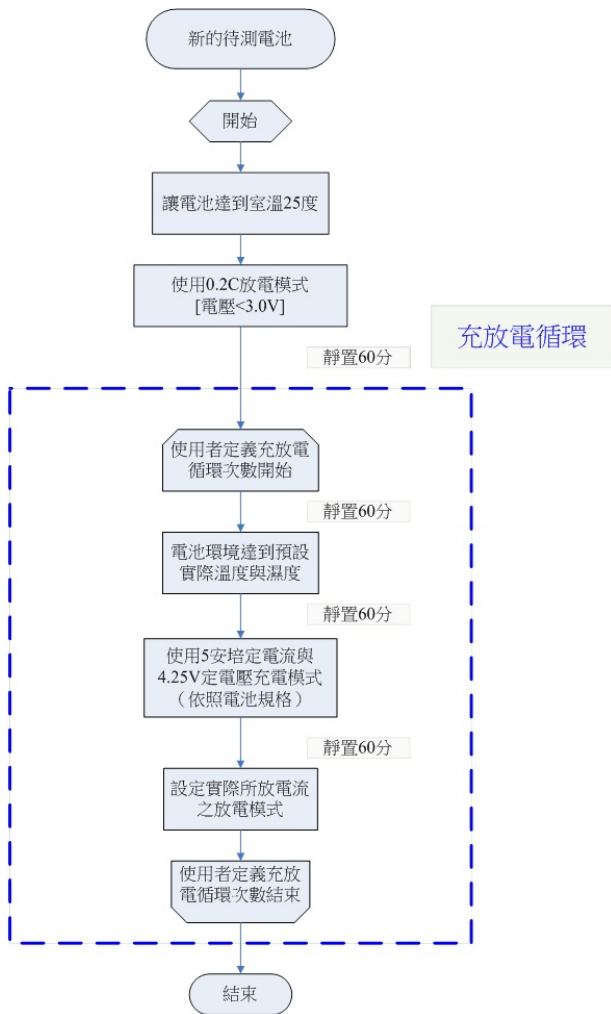 新的待測電池
開始
讓電池達到室溫25度
使用0.2C放電模式
[電壓<3.0V]
靜置60分
充放電循環
使用者定義充放電
循環次數開始
靜置60分
電池環境達到預設
實際溫度與濕度
靜置60分
使用5安培定電流與
4.25V定電壓充電模式
（依照電池規格）
靜置60分
設定實際所放電流
之放電模式
使用者定義充放
電循環次數結束
結束